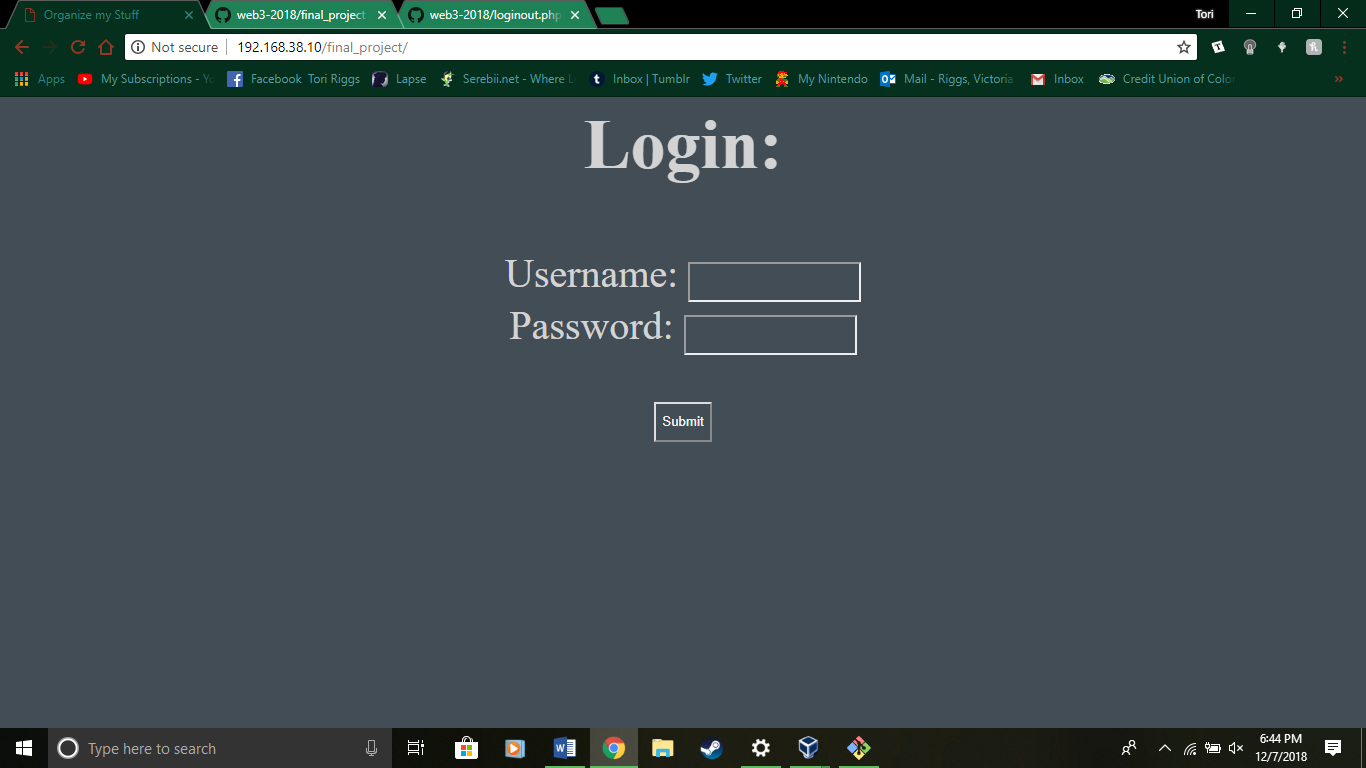 Organize my Stuff
web3-2018/final_project
web3-2018/loginout.php
Tori
Not secure
192.168.38.10/final_project/
Apps
My Subscriptions - Yo
Facebook Tori Riggs
Lapse
Serebii.net - Where L
Inbox | Tumblr
Twitter
My Nintendo
Mail - Riggs, Victoria
Inbox
Credit Union of Colo
»
Login:
Username:
Password:
Submit
Type here to search
6:44 PM
12/7/2018